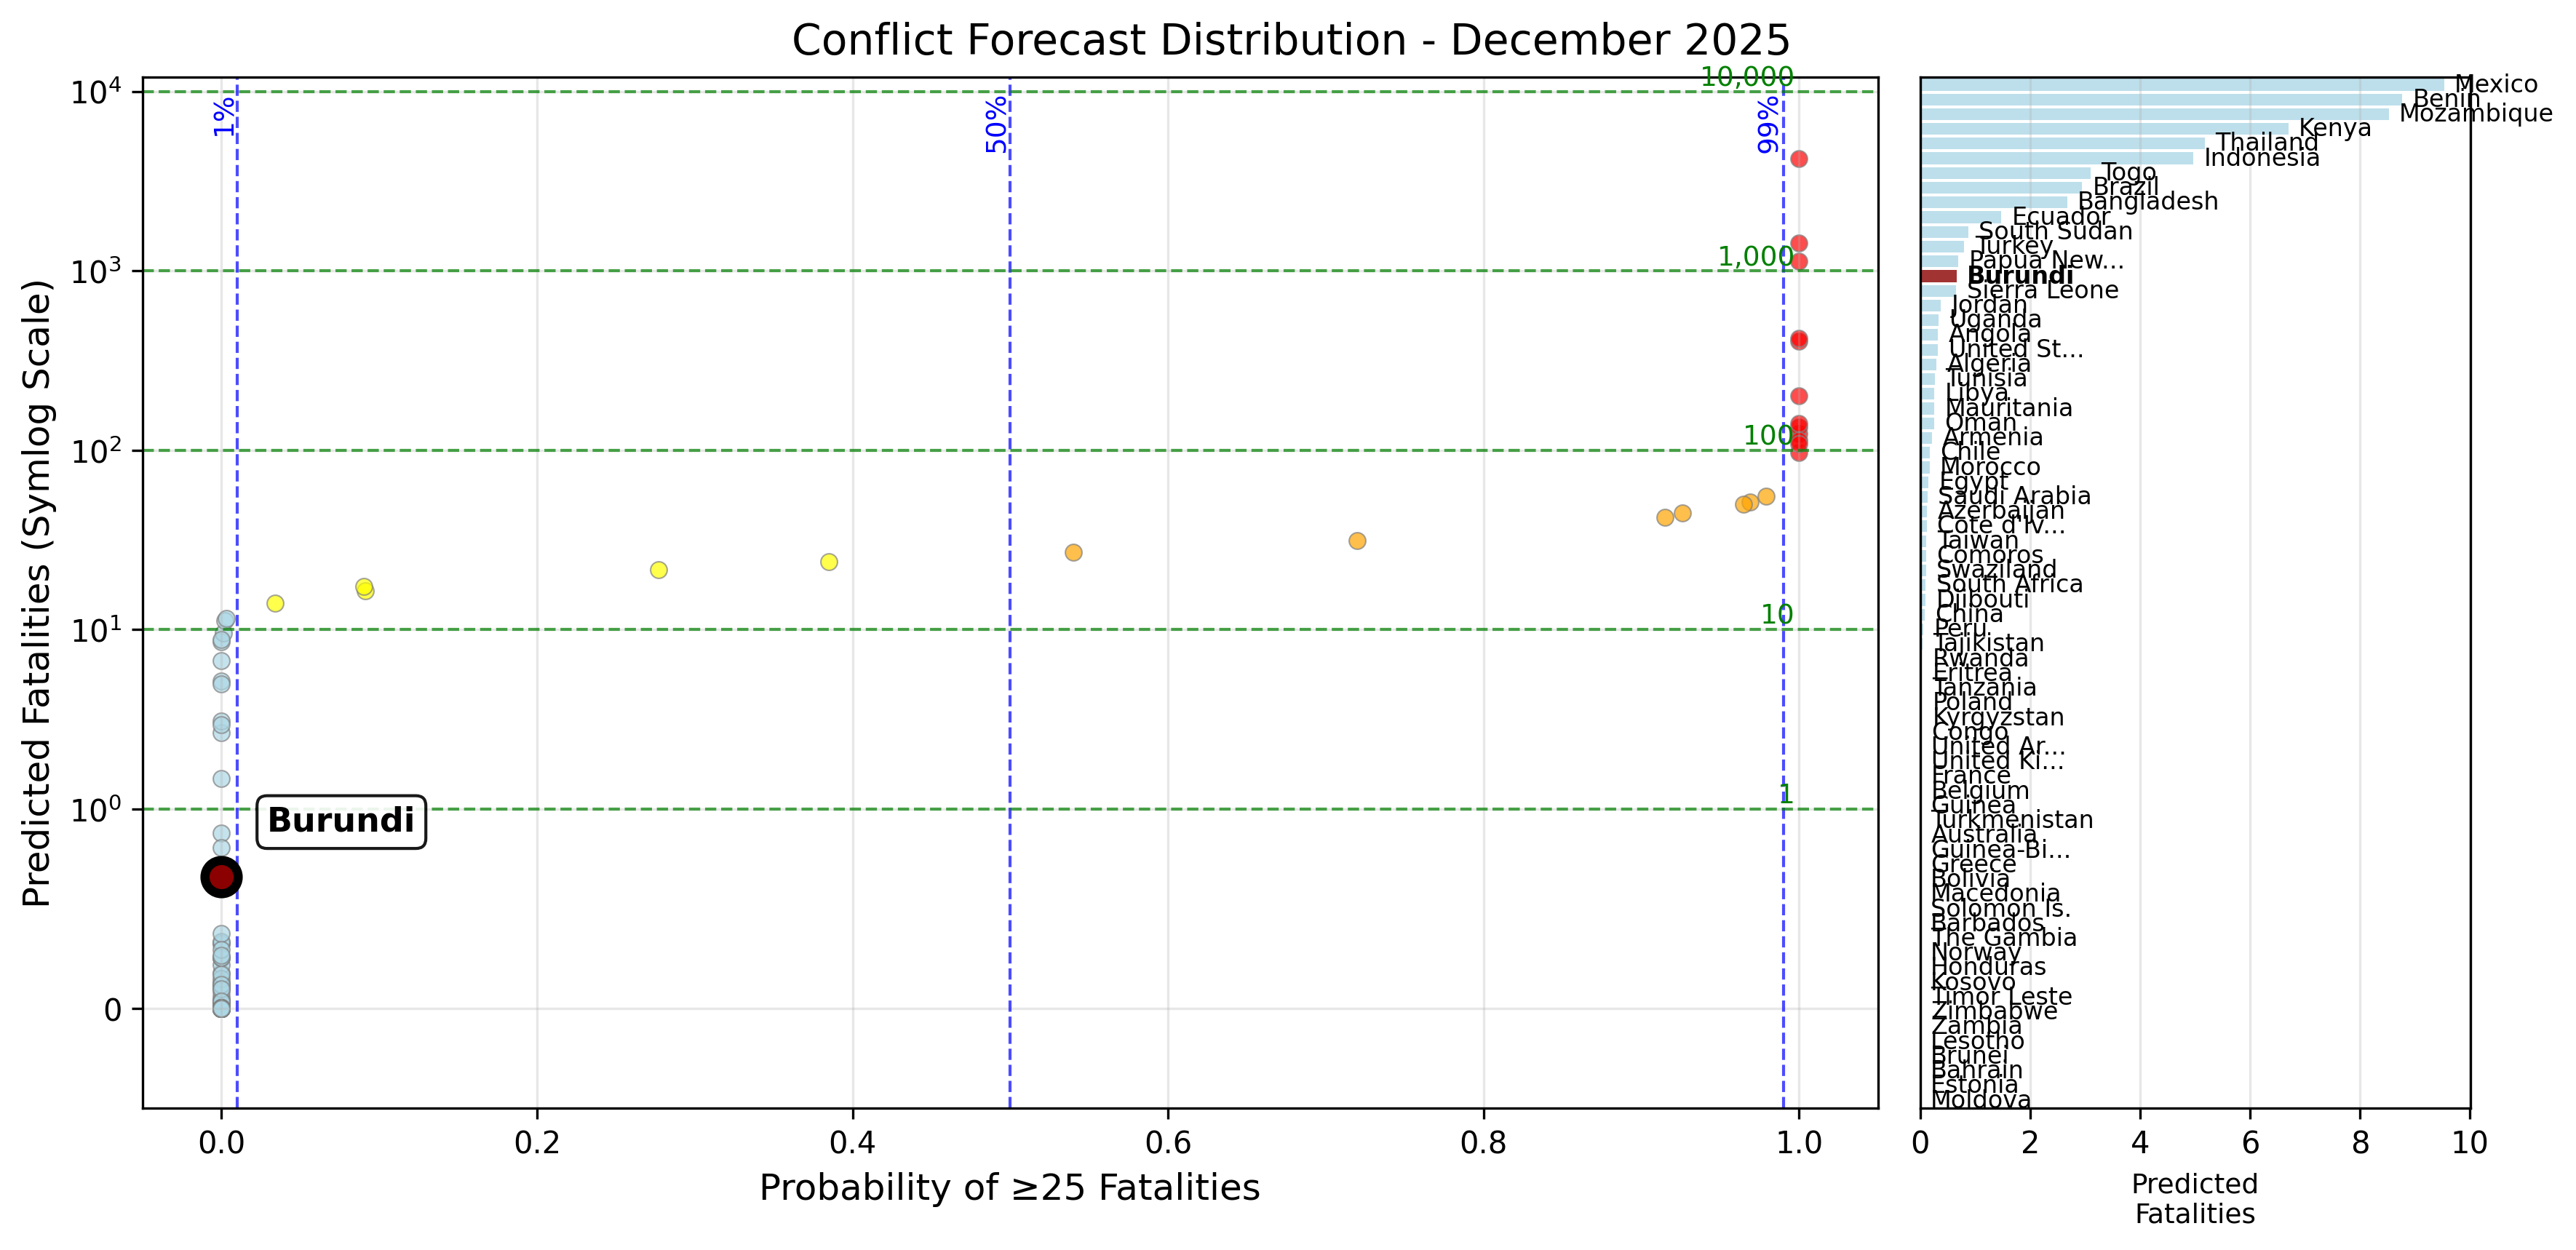 Conflict Forecast Distribution - December 2025
Predicted Fatalities (Symlog Scale)
10⁴
10³
10²
10¹
10⁰
0
1%
50%
99%
10,000
1,000
100
10
1
Burundi
0.0
0.2
0.4
0.6
0.8
1.0
Probability of ≥25 Fatalities
Mexico
Benin
Mozambique
Kenya
Thailand
Indonesia
Togo
Brazil
Bangladesh
Ecuador
South Sudan
Turkey
Papua New...
Burundi
Sierra Leone
Jordan
Uganda
Angola
United St...
Algeria
Tunisia
Libya
Mauritania
Oman
Armenia
Chile
Morocco
Egypt
Saudi Arabia
Azerbaijan
Cote d'Iv...
Taiwan
Comoros
Swaziland
South Africa
Djibouti
China
Peru
Tajikistan
Rwanda
Eritrea
Tanzania
Poland
Kyrgyzstan
Congo
United Ar...
United Ki...
France
Belgium
Guinea
Turkmenistan
Australia
Guinea-Bi...
Greece
Bolivia
Macedonia
Solomon Is.
Barbados
The Gambia
Norway
Honduras
Kosovo
Timor Leste
Zimbabwe
Zambia
Lesotho
Brunei
Bahrain
Estonia
Moldova
0
2
4
6
8
10
Predicted
Fatalities